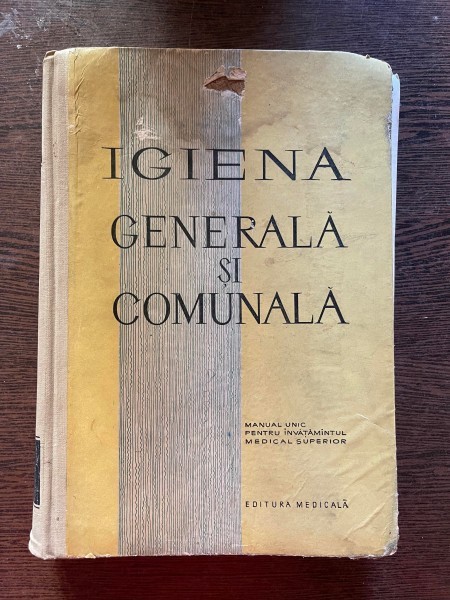 IGIENA
GENERALĂ
ȘI
COMUNALĂ
MANUAL UNIC
PENTRU ÎNVĂȚĂMÎNTUL
MEDICAL SUPERIOR
EDITURA MEDICALĂ